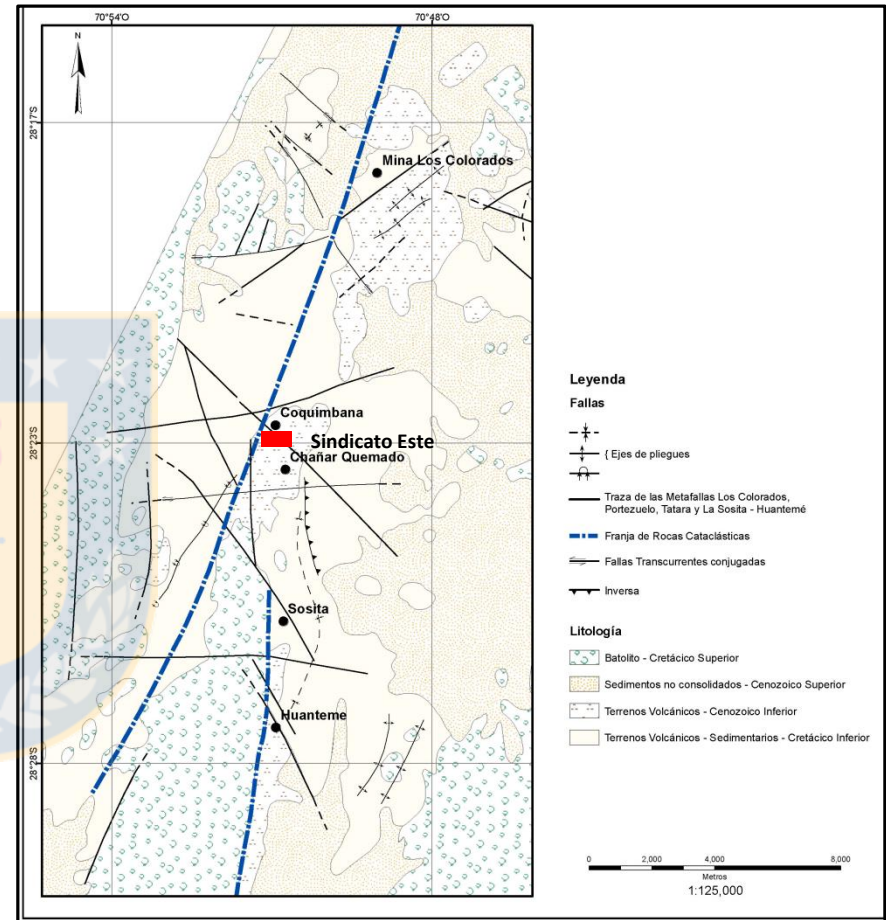 70°54'O
70°48'O
N
28°17'S
Mina Los Colorados
Coquimbana
28°23'S
Sindicato Este
Chañar Quemado
Sosita
Huanteme
28°28'S
Leyenda
Fallas
{ Ejes de pliegues
Traza de las Metafallas Los Colorados,
Portezuelo, Tatara y La Sosita - Huantemé
Franja de Rocas Cataclásticas
Fallas Transcurrentes conjugadas
Inversa
Litología
Batolito - Cretácico Superior
Sedimentos no consolidados - Cenozoico Superior
Terrenos Volcánicos - Cenozoico Inferior
Terrenos Volcánicos - Sedimentarios - Cretácico Inferior
0 2,000 4,000 8,000
Metros
1:125,000